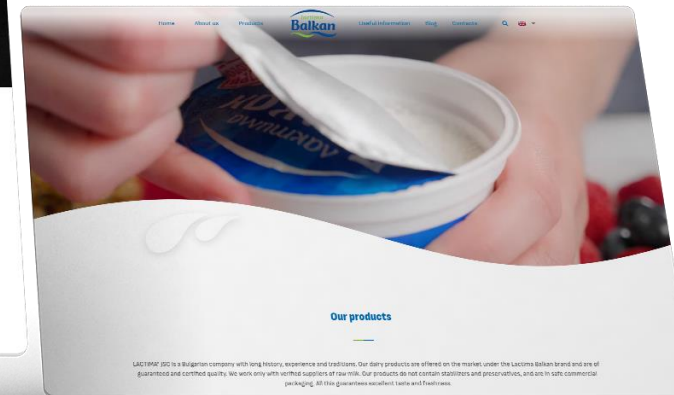 Home About us Products Lactima Balkan Useful Information Blog Contacts
Лактима
Our products
LACTIMA" JSC is a Bulgarian company with long history, experience and traditions. Our dairy products are offered on the market under the Lactima Balkan brand and are of
guaranteed and certified quality. We work only with verified suppliers of raw milk. Our products do not contain stabilizers and preservatives, and are in safe commercial
packaging. All this guarantees excellent taste and freshness.